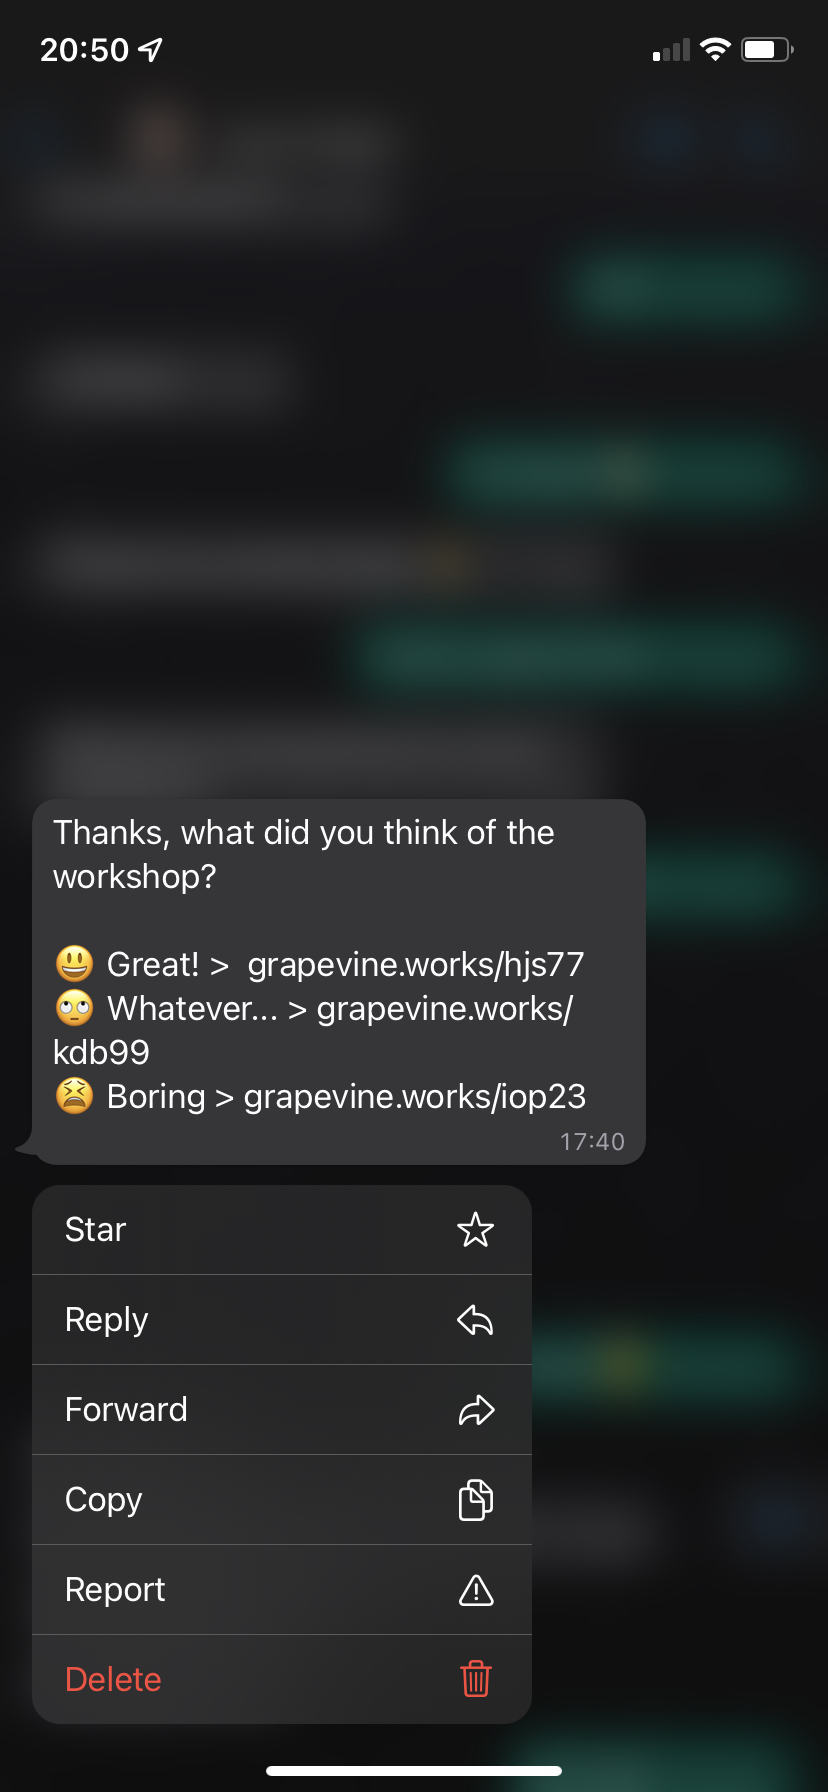 20:50
Thanks, what did you think of the
workshop?
😃 Great! >  grapevine.works/hjs77
🙄 Whatever... > grapevine.works/
kdb99
😫 Boring > grapevine.works/iop23
17:40
Star
Reply
Forward
Copy
Report
Delete